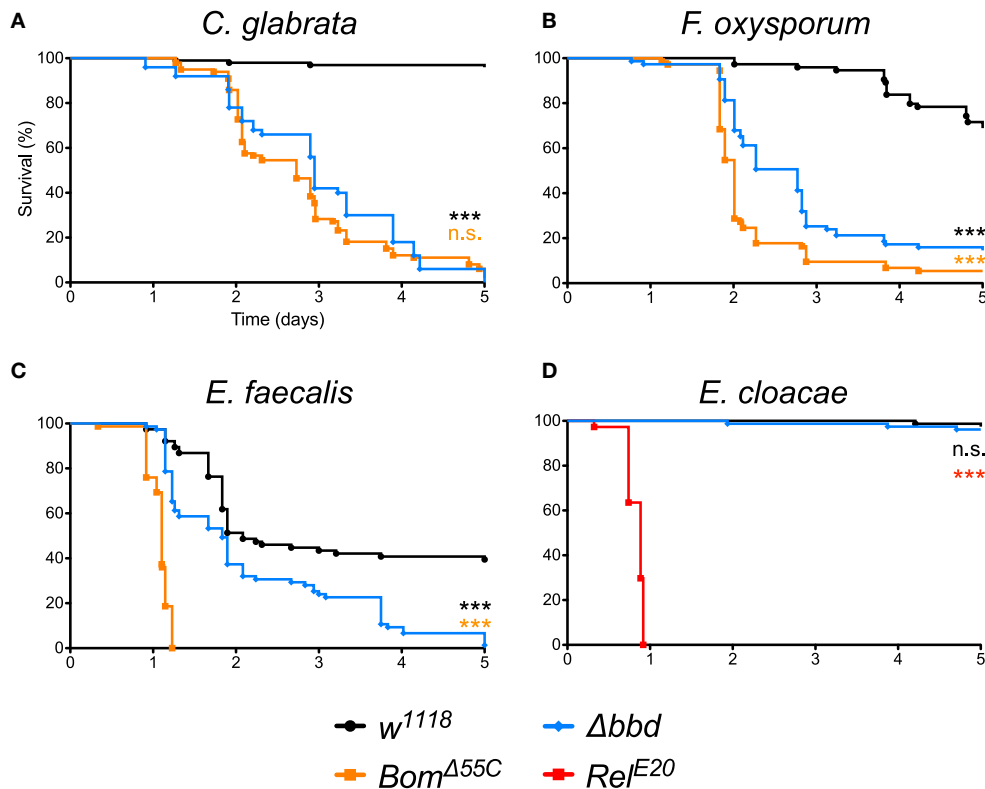 A
C. glabrata
100
80
60
40
20
0
Survival (%)
***
n.s.
0 1 2 3 4 5
Time (days)
B
F. oxysporum
100
80
60
40
20
0
***
***
0 1 2 3 4 5
C
E. faecalis
100
80
60
40
20
0
***
***
0 1 2 3 4 5
D
E. cloacae
100
80
60
40
20
0
n.s.
***
0 1 2 3 4 5
w1118
Δbbd
BomΔ55C
RelE20